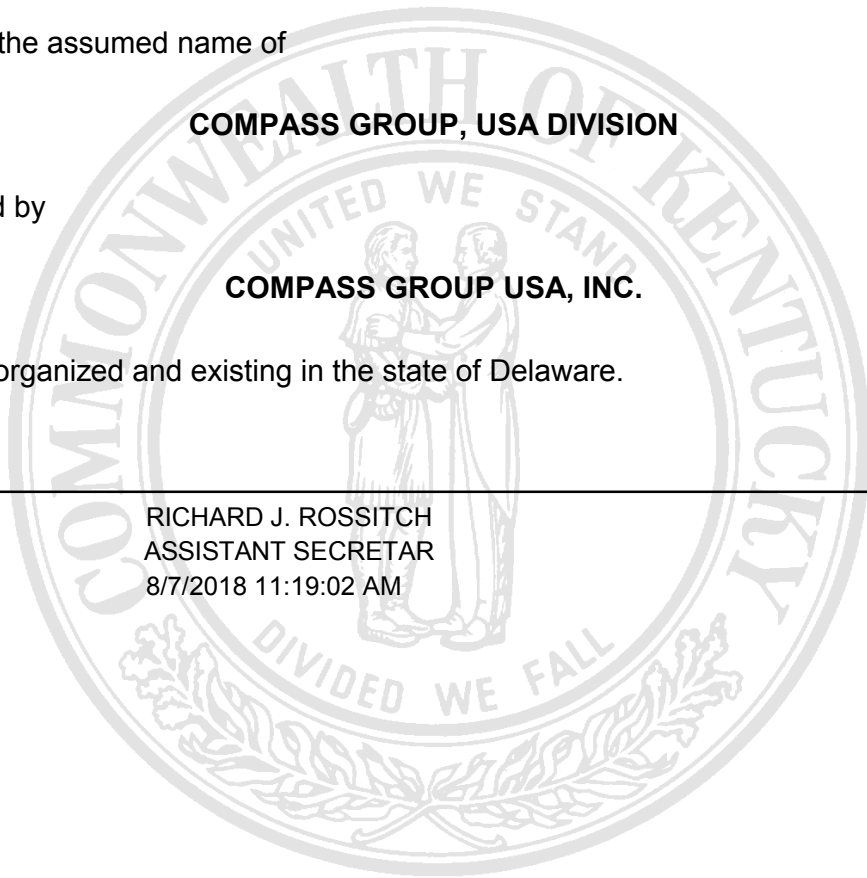 the assumed name of
COMPASS GROUP, USA DIVISION
d by
COMPASS GROUP USA, INC.
organized and existing in the state of Delaware.
RICHARD J. ROSSITCH
ASSISTANT SECRETAR
8/7/2018 11:19:02 AM
COMMONWEALTH OF KENTUCKY
UNITED WE STAND
DIVIDED WE FALL